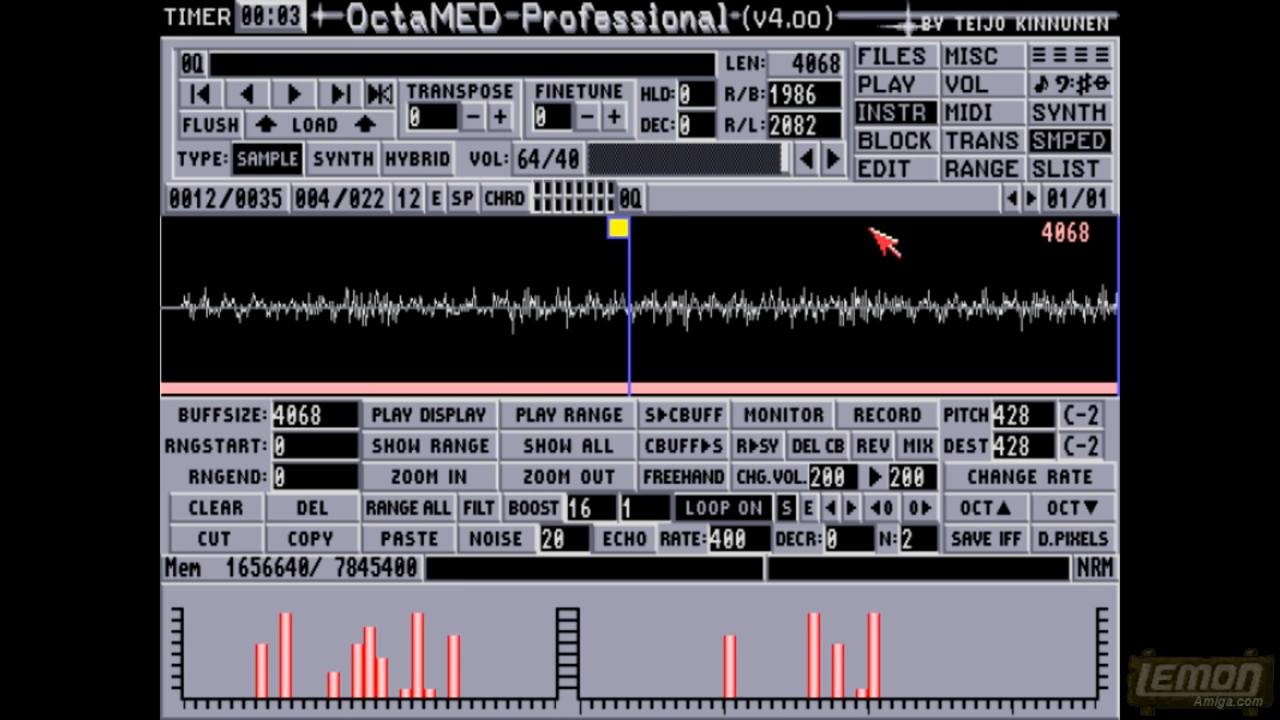 TIMER 00:03 OctaMED-Professional (v4.00) BY TEIJO KINNUNEN
0Q LEN: 4068 FILES MISC
TRANSPOSE FINETUNE HLD: 0 R/B: 1986 PLAY VOL
0 - + 0 - + INSTR MIDI SYNTH
FLUSH LOAD DEC: 0 R/L: 2082 BLOCK TRANS SMPED
TYPE: SAMPLE SYNTH HYBRID VOL: 64/40 EDIT RANGE SLIST
0012/0035 004/022 12 E SP CHRD 0Q 01/01
4068
BUFFSIZE: 4068 PLAY DISPLAY PLAY RANGE S▶CBUFF MONITOR RECORD PITCH 428 C-2
RNGSTART: 0 SHOW RANGE SHOW ALL CBUFF▶S R▶SY DEL CB REV MIX DEST 428 C-2
RNGEND: 0 ZOOM IN ZOOM OUT FREEHAND CHG.VOL. 200 ▶ 200 CHANGE RATE
CLEAR DEL RANGE ALL FILT BOOST 16 1 LOOP ON S E ◀ ▶ ◀0 0▶ OCT▲ OCT▼
CUT COPY PASTE NOISE 20 ECHO RATE: 400 DECR: 0 N: 2 SAVE IFF D.PIXELS
Mem 1656640/ 7845400 NRM
LEMON
Amiga.com